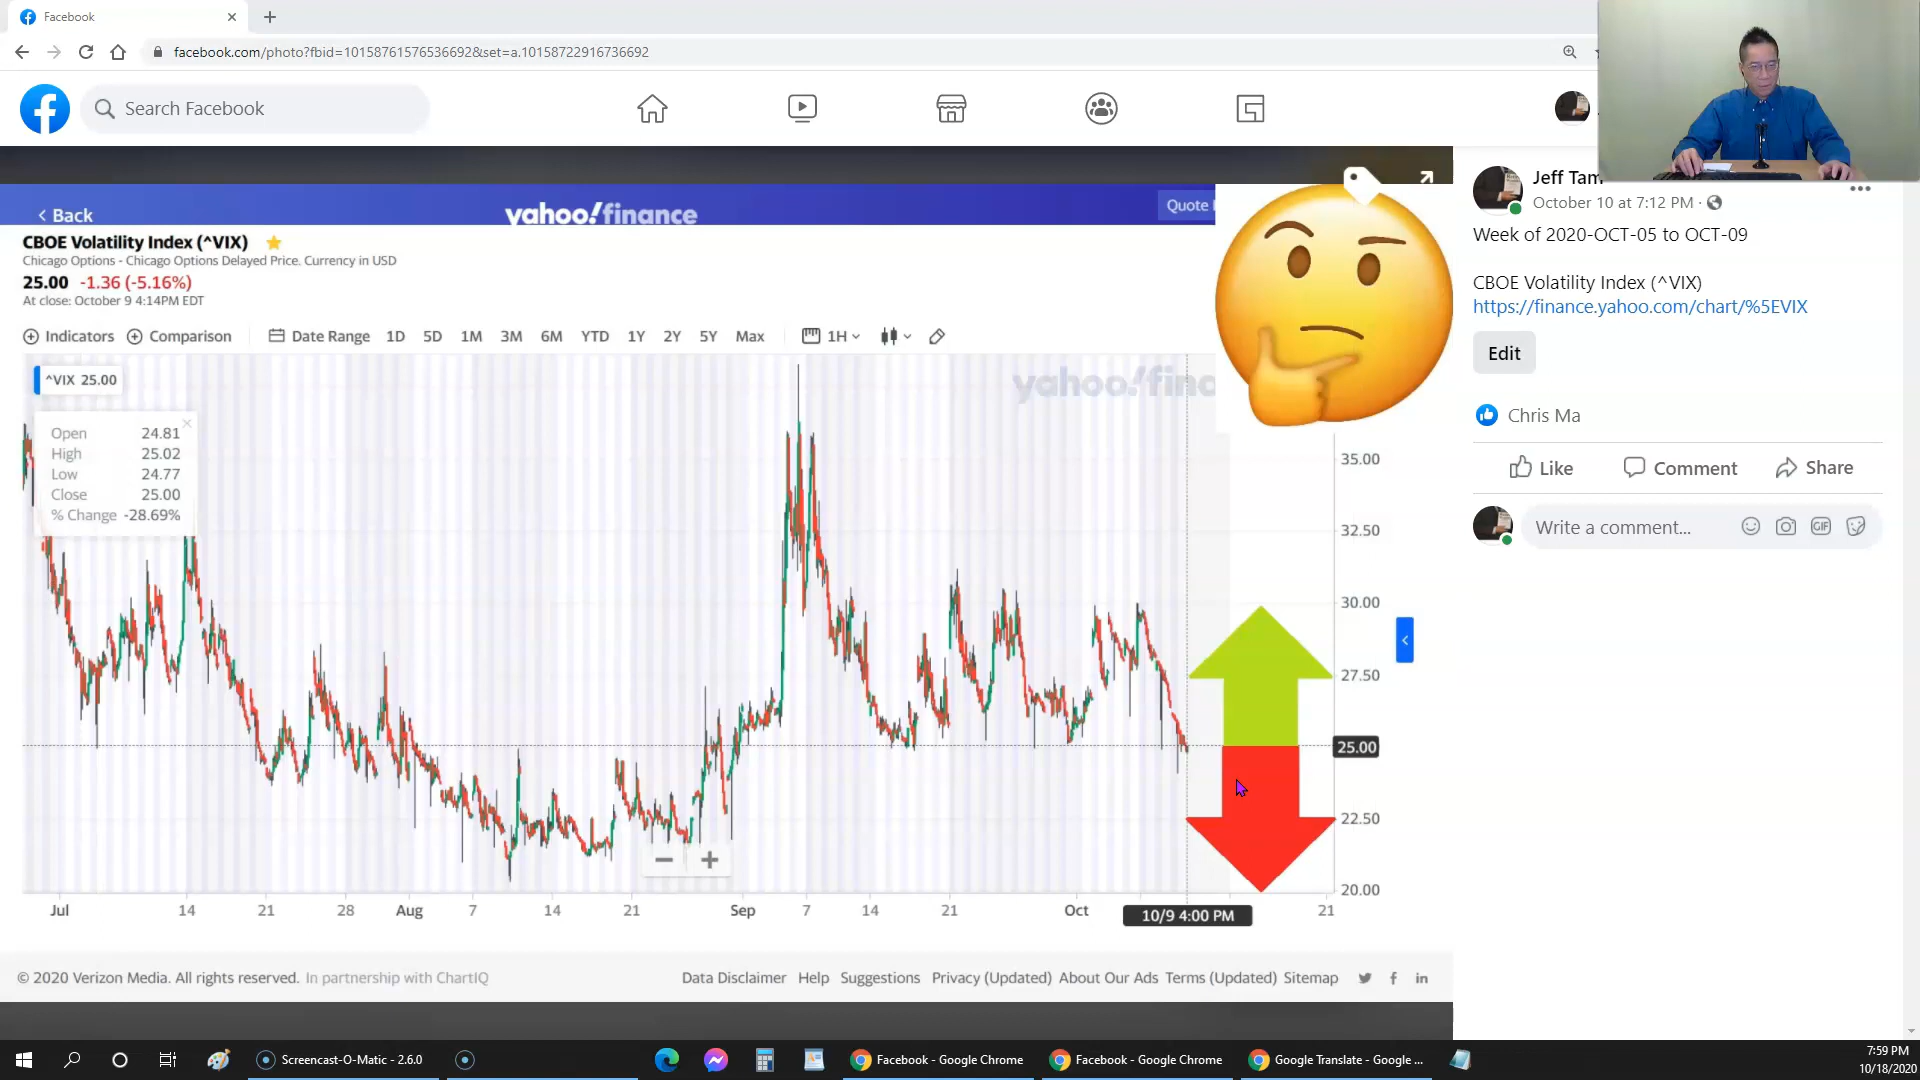 Facebook
facebook.com/photo?fbid=10158761576536692&set=a.10158722916736692
Search Facebook
Back
yahoo!finance
Quote
CBOE Volatility Index (^VIX)
Chicago Options - Chicago Options Delayed Price. Currency in USD
25.00 -1.36 (-5.16%)
At close: October 9 4:14PM EDT
Indicators Comparison Date Range 1D 5D 1M 3M 6M YTD 1Y 2Y 5Y Max 1H
^VIX 25.00
yahoo!finc
Open 24.81
High 25.02
Low 24.77
Close 25.00
% Change -28.69%
35.00
32.50
30.00
27.50
25.00
22.50
20.00
Jul 14 21 28 Aug 7 14 21 Sep 7 14 21 Oct 10/9 4:00 PM 21
© 2020 Verizon Media. All rights reserved. In partnership with ChartIQ
Data Disclaimer Help Suggestions Privacy (Updated) About Our Ads Terms (Updated) Sitemap
Jeff Tam
October 10 at 7:12 PM ·
Week of 2020-OCT-05 to OCT-09
CBOE Volatility Index (^VIX)
https://finance.yahoo.com/chart/%5EVIX
Edit
Chris Ma
Like Comment Share
Write a comment...
GIF
Screencast-O-Matic - 2.6.0
Facebook - Google Chrome
Facebook - Google Chrome
Google Translate - Google ...
7:59 PM
10/18/2020